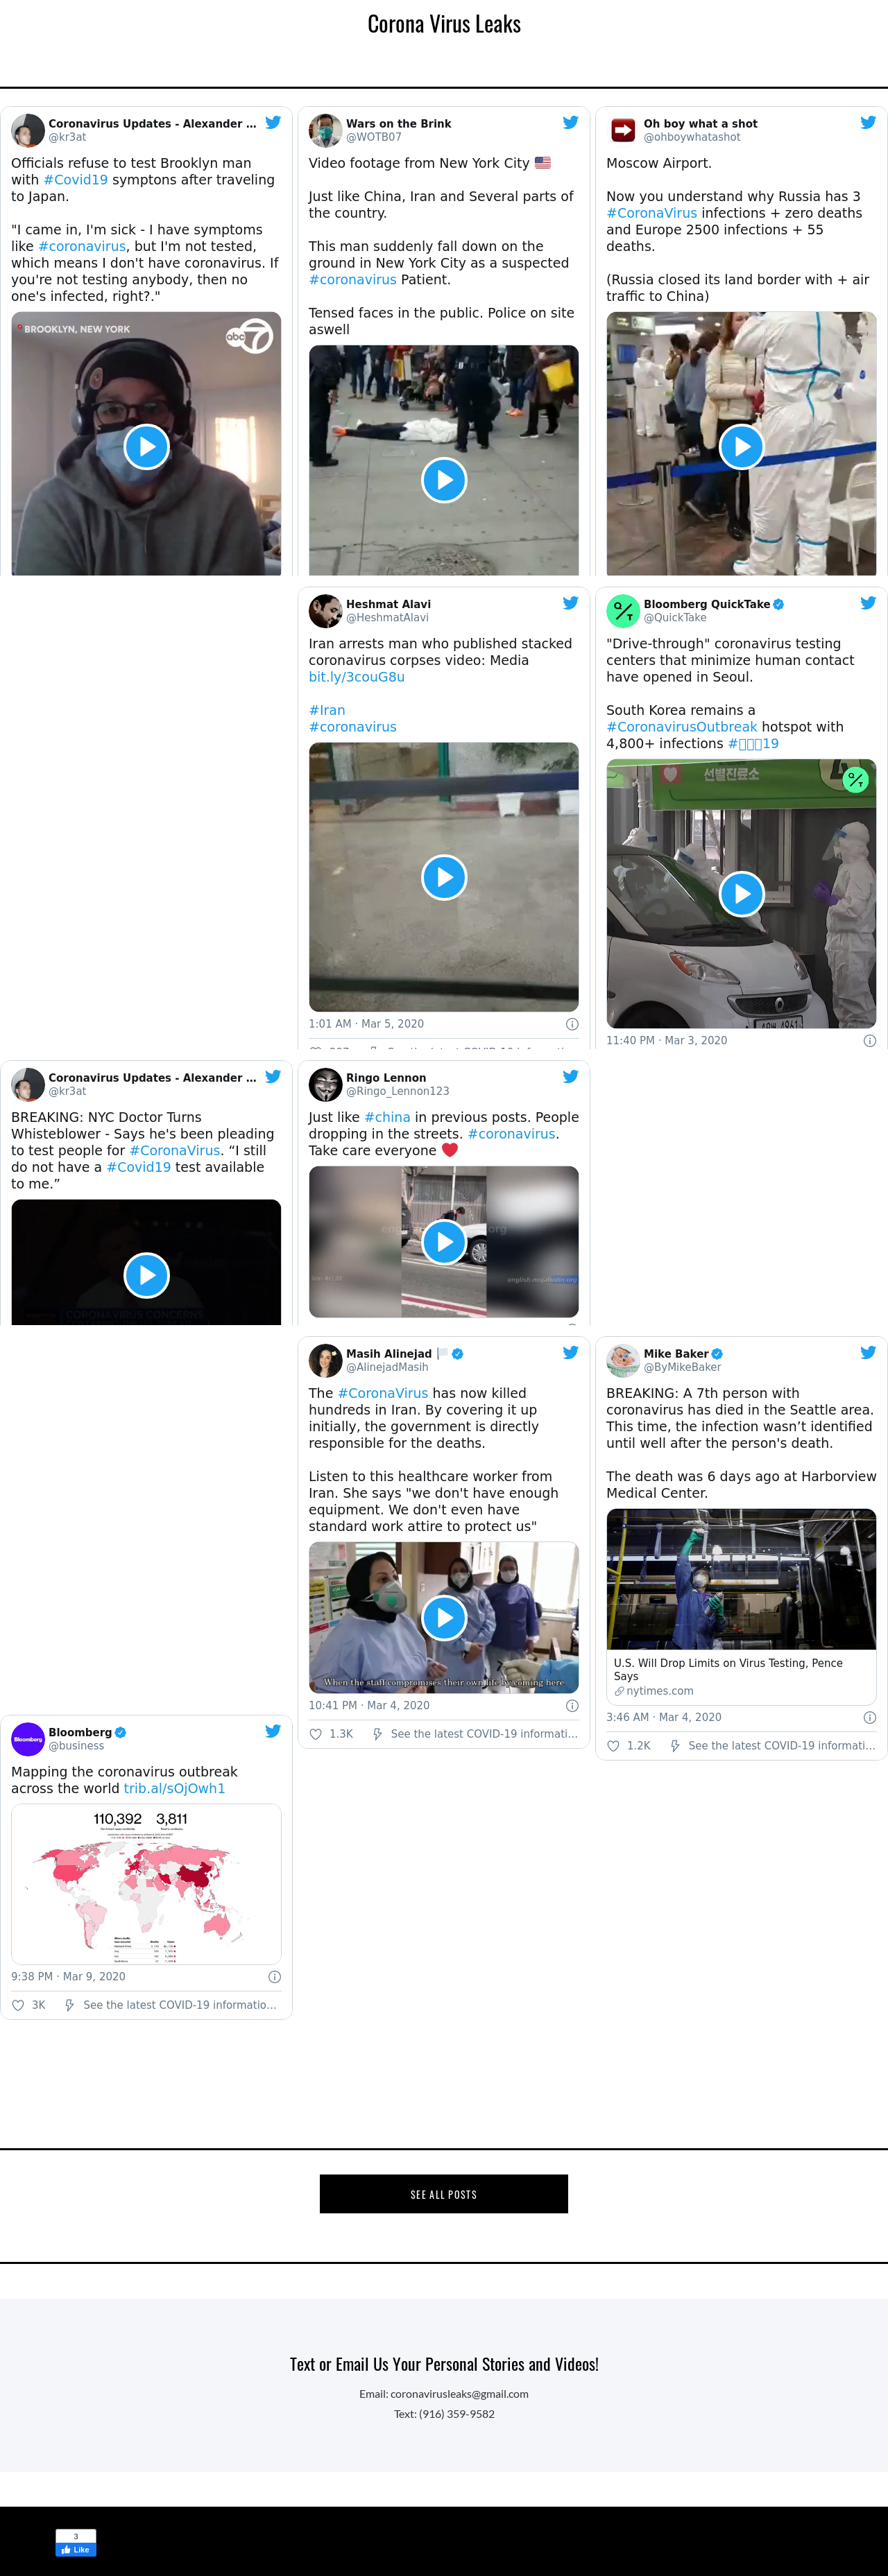 Corona Virus Leaks
Coronavirus Updates - Alexander ...
@kr3at
Officials refuse to test Brooklyn man
with #Covid19 symptons after traveling
to Japan.
"I came in, I'm sick - I have symptoms
like #coronavirus, but I'm not tested,
which means I don't have coronavirus. If
you're not testing anybody, then no
one's infected, right?."
BROOKLYN, NEW YORK
abc 7
Wars on the Brink
@WOTB07
Video footage from New York City
Just like China, Iran and Several parts of
the country.
This man suddenly fall down on the
ground in New York City as a suspected
#coronavirus Patient.
Tensed faces in the public. Police on site
aswell
Oh boy what a shot
@ohboywhatashot
Moscow Airport.
Now you understand why Russia has 3
#CoronaVirus infections + zero deaths
and Europe 2500 infections + 55
deaths.
(Russia closed its land border with + air
traffic to China)
Heshmat Alavi
@HeshmatAlavi
Iran arrests man who published stacked
coronavirus corpses video: Media
bit.ly/3couG8u
#Iran
#coronavirus
1:01 AM · Mar 5, 2020
Bloomberg QuickTake
@QuickTake
"Drive-through" coronavirus testing
centers that minimize human contact
have opened in Seoul.
South Korea remains a
#CoronavirusOutbreak hotspot with
4,800+ infections #▯▯▯19
선별진료소
Q/T
11:40 PM · Mar 3, 2020
Coronavirus Updates - Alexander ...
@kr3at
BREAKING: NYC Doctor Turns
Whisteblower - Says he's been pleading
to test people for #CoronaVirus. “I still
do not have a #Covid19 test available
to me.”
CORONAVIRUS CONCERNS
Ringo Lennon
@Ringo_Lennon123
Just like #china in previous posts. People
dropping in the streets. #coronavirus.
Take care everyone
english.mojahedin.org
Masih Alinejad
@AlinejadMasih
The #CoronaVirus has now killed
hundreds in Iran. By covering it up
initially, the government is directly
responsible for the deaths.
Listen to this healthcare worker from
Iran. She says "we don't have enough
equipment. We don't even have
standard work attire to protect us"
When the staff compromises their own life by coming here
10:41 PM · Mar 4, 2020
1.3K See the latest COVID-19 informati...
Mike Baker
@ByMikeBaker
BREAKING: A 7th person with
coronavirus has died in the Seattle area.
This time, the infection wasn’t identified
until well after the person's death.
The death was 6 days ago at Harborview
Medical Center.
U.S. Will Drop Limits on Virus Testing, Pence
Says
nytimes.com
3:46 AM · Mar 4, 2020
1.2K See the latest COVID-19 informati...
Bloomberg
Bloomberg
@business
Mapping the coronavirus outbreak
across the world trib.al/sOjOwh1
110,392 3,811
9:38 PM · Mar 9, 2020
3K See the latest COVID-19 informatio...
SEE ALL POSTS
Text or Email Us Your Personal Stories and Videos!
Email: coronavirusleaks@gmail.com
Text: (916) 359-9582
3
Like